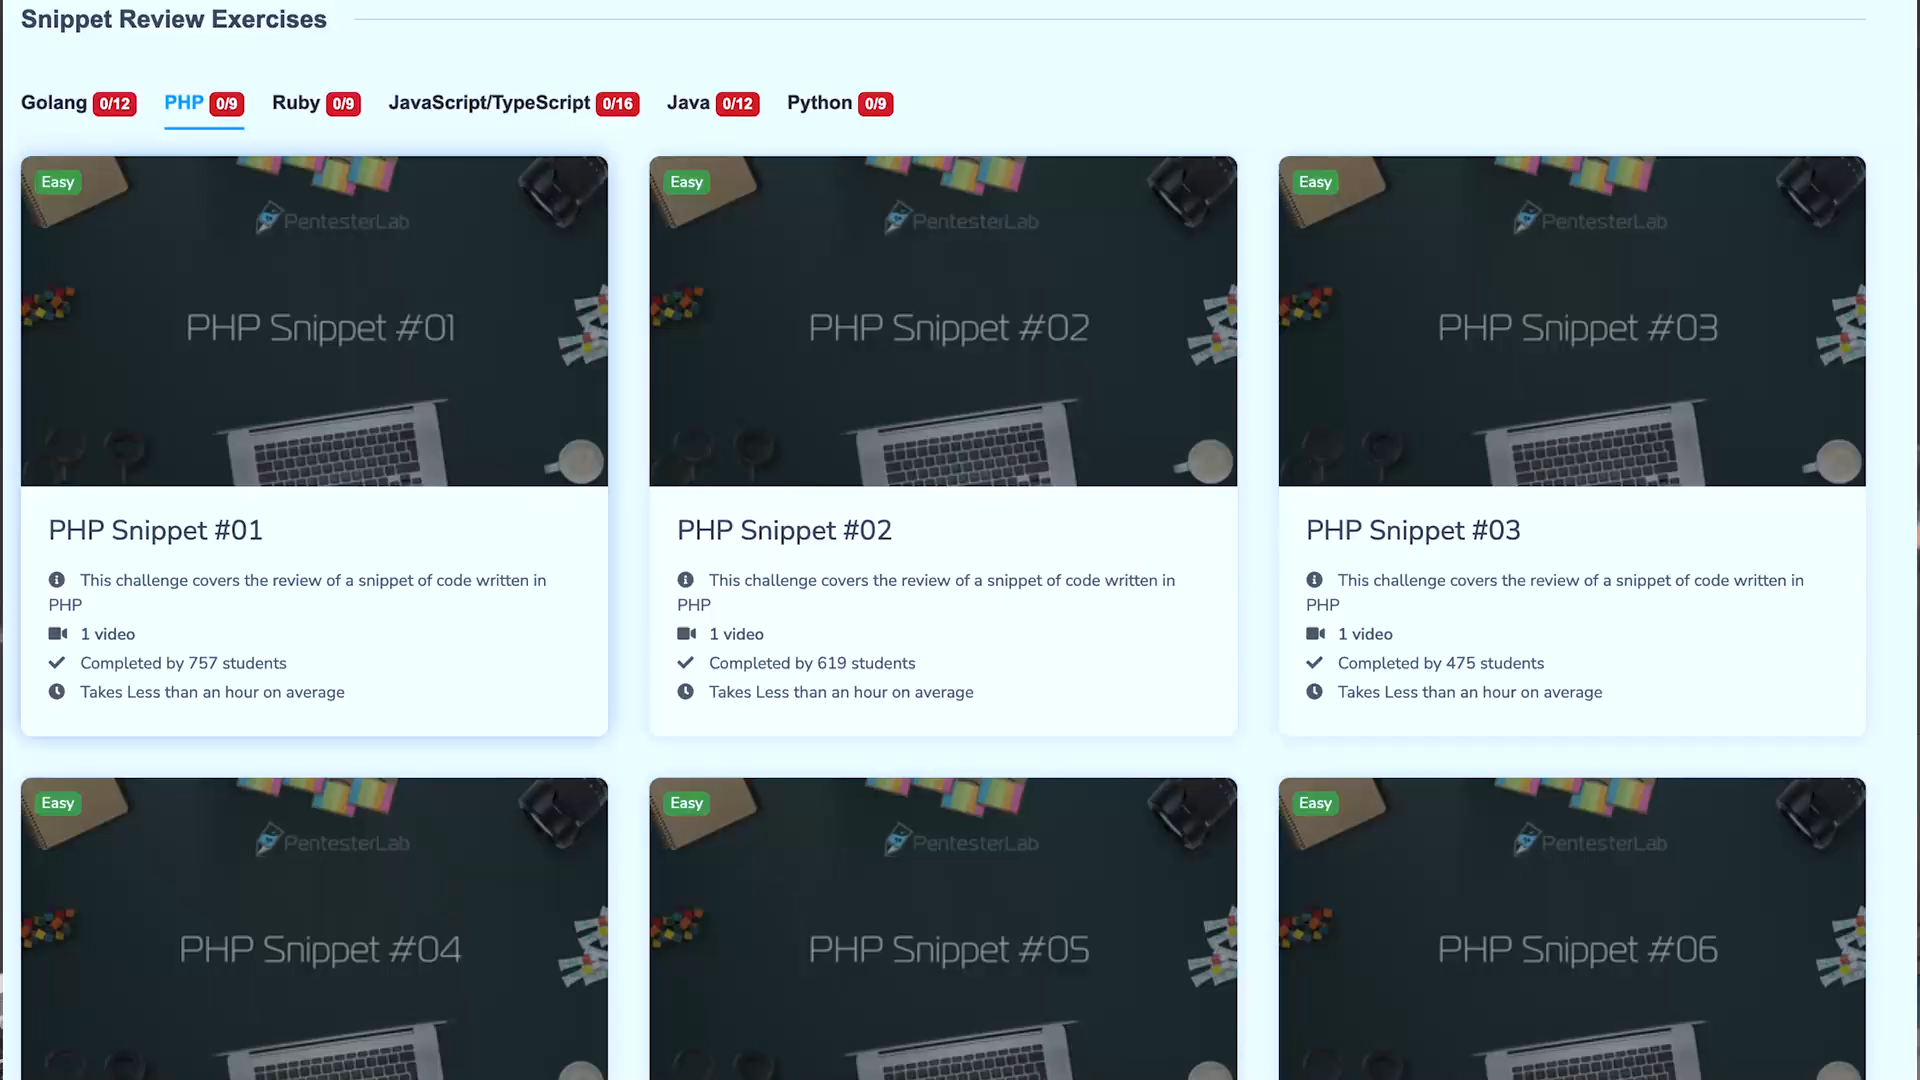 Snippet Review Exercises
Golang 0/12 PHP 0/9 Ruby 0/9 JavaScript/TypeScript 0/16 Java 0/12 Python 0/9
Easy Easy Easy
PentesterLab PentesterLab PentesterLab
PHP Snippet #01 PHP Snippet #02 PHP Snippet #03
PHP Snippet #01
This challenge covers the review of a snippet of code written in
PHP
1 video
Completed by 757 students
Takes Less than an hour on average
PHP Snippet #02
This challenge covers the review of a snippet of code written in
PHP
1 video
Completed by 619 students
Takes Less than an hour on average
PHP Snippet #03
This challenge covers the review of a snippet of code written in
PHP
1 video
Completed by 475 students
Takes Less than an hour on average
Easy Easy Easy
PentesterLab PentesterLab PentesterLab
PHP Snippet #04 PHP Snippet #05 PHP Snippet #06